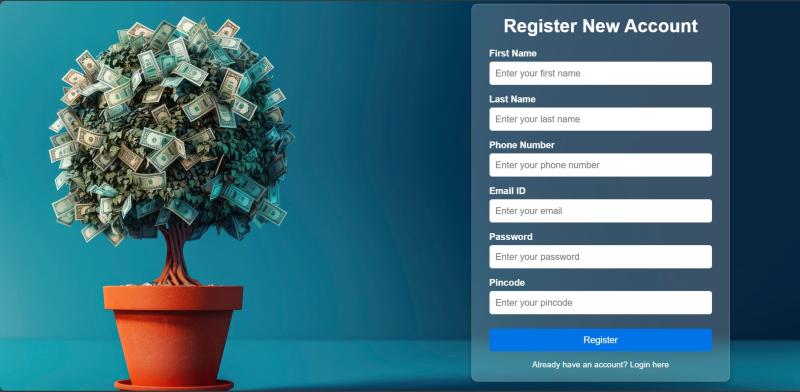 Register New Account
First Name
Enter your first name
Last Name
Enter your last name
Phone Number
Enter your phone number
Email ID
Enter your email
Password
Enter your password
Pincode
Enter your pincode
Register
Already have an account? Login here